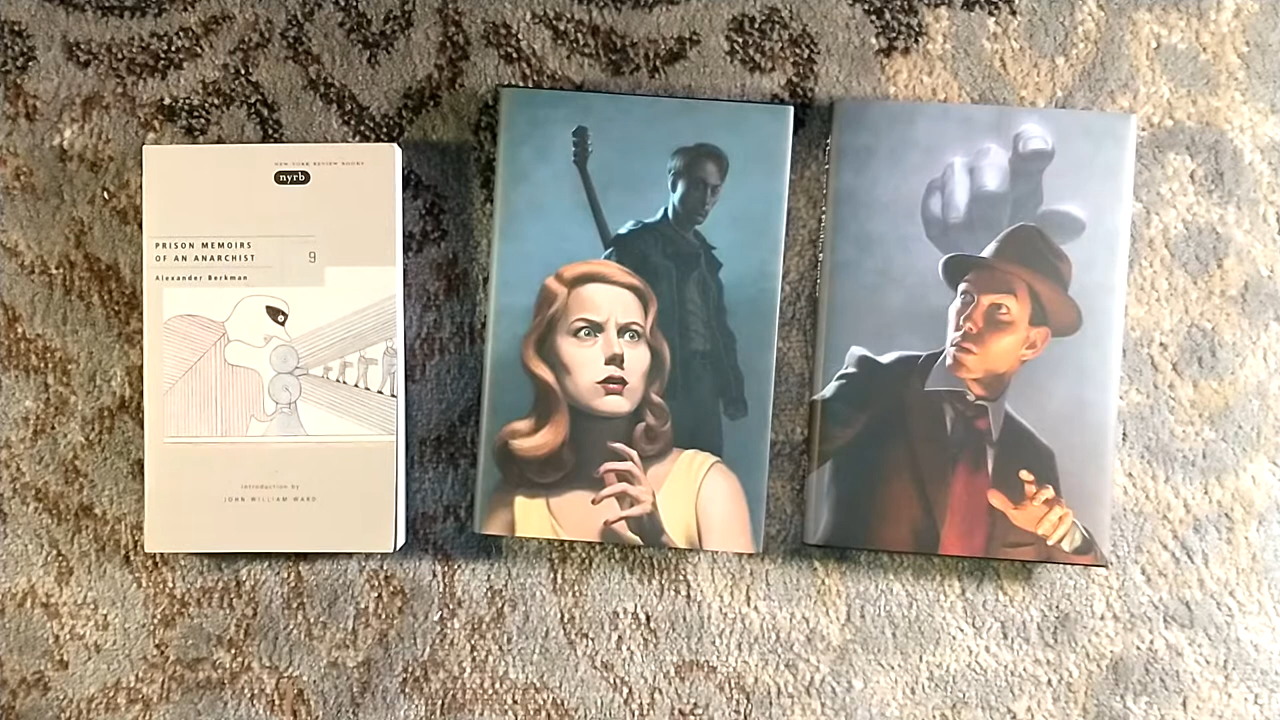 NEW YORK REVIEW BOOKS
nyrb
PRISON MEMOIRS
OF AN ANARCHIST
9
Alexander Berkman
introduction by
JOHN WILLIAM WARD